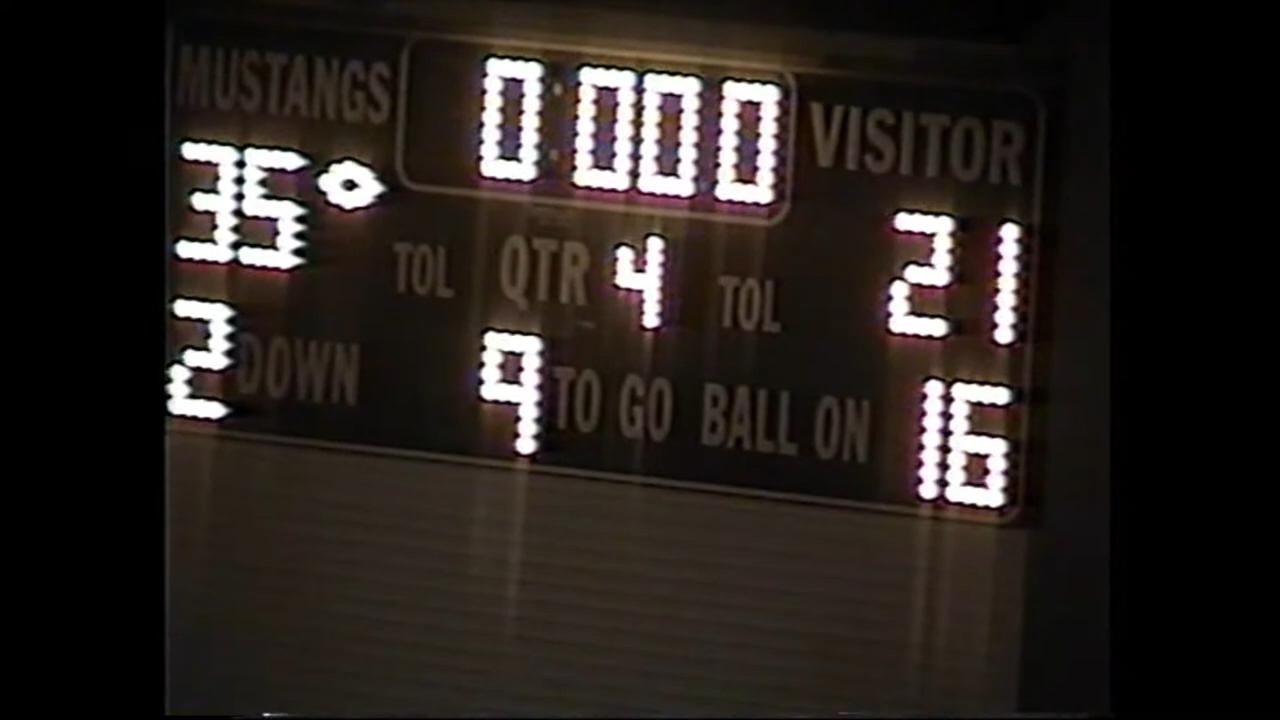 MUSTANGS 0:000 VISITOR
35 21
TOL QTR 4 TOL
2 DOWN 9 TO GO BALL ON 16